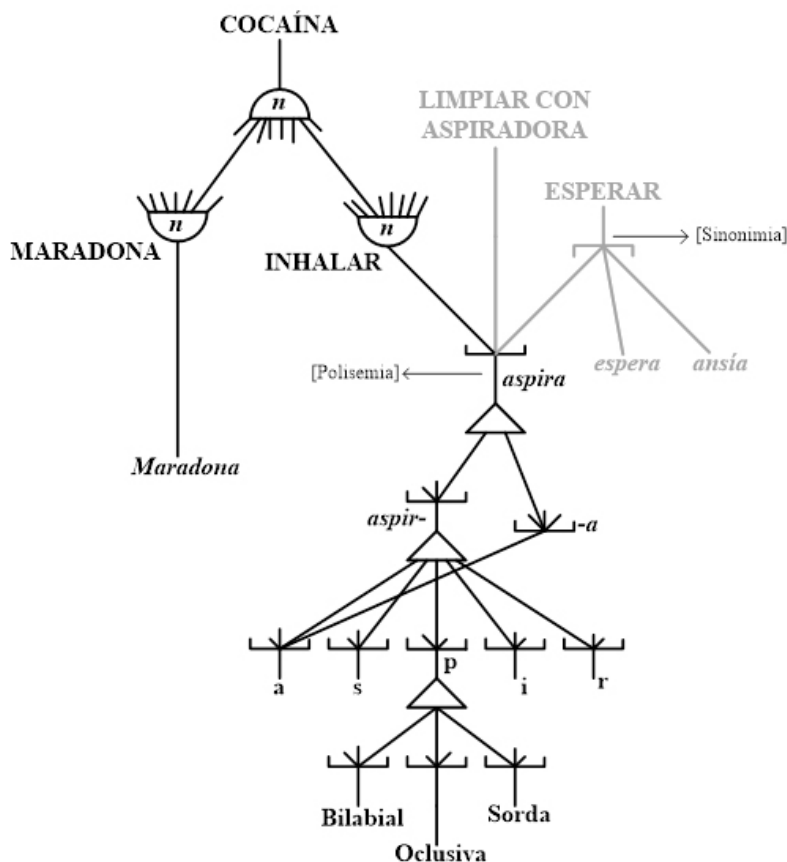 COCAÍNA
n
LIMPIAR CON
ASPIRADORA
ESPERAR
[Sinonimia]
n
n
MARADONA
INHALAR
[Polisemia]
aspira
espera
ansía
Maradona
aspir-
-a
a
s
p
i
r
Bilabial
Sorda
Oclusiva